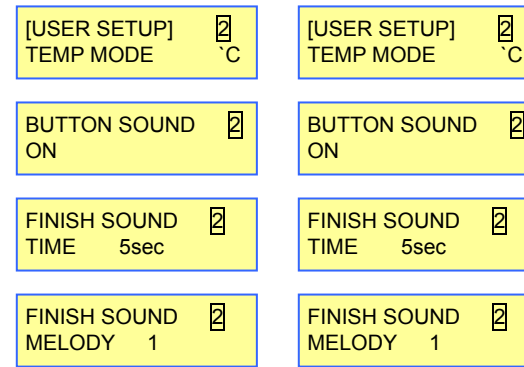 [USER SETUP] 2
TEMP MODE `C
BUTTON SOUND 2
ON
FINISH SOUND 2
TIME 5sec
FINISH SOUND 2
MELODY 1
[USER SETUP] 2
TEMP MODE `C
BUTTON SOUND 2
ON
FINISH SOUND 2
TIME 5sec
FINISH SOUND 2
MELODY 1